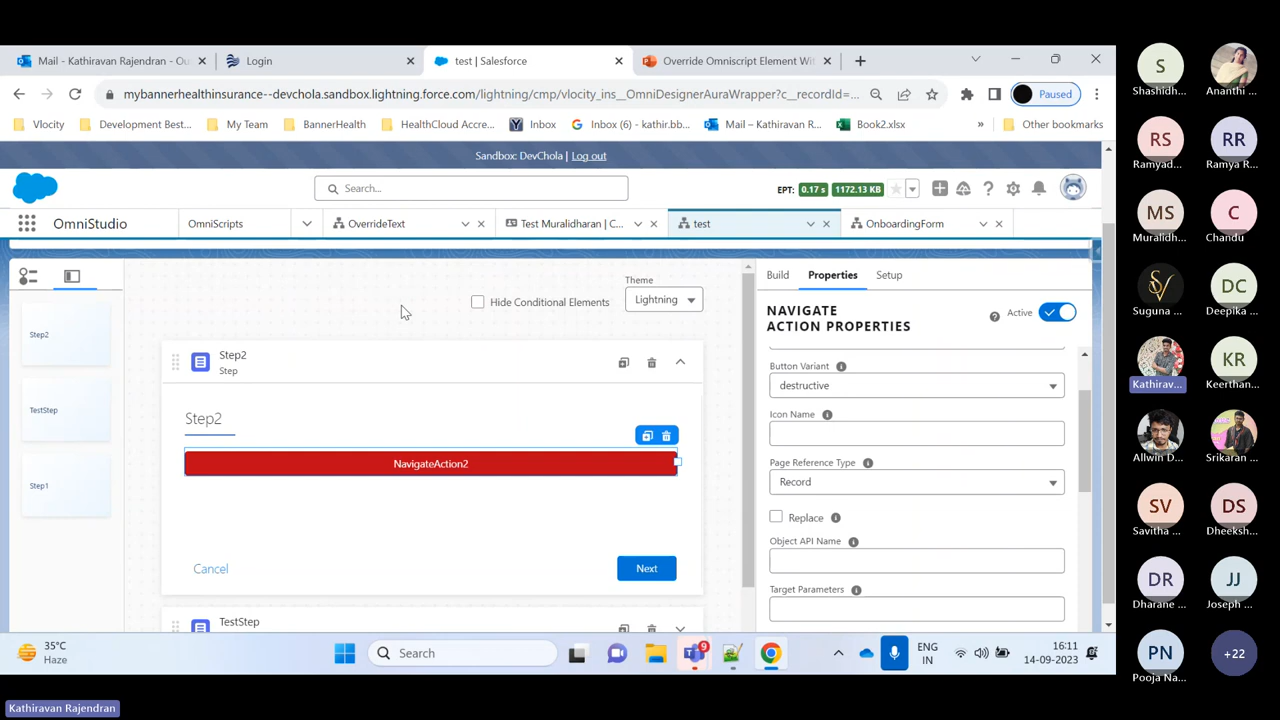 Mail - Kathiravan Rajendran - Ou
Login
test | Salesforce
Override Omniscript Element Wit
mybannerhealthinsurance--devchola.sandbox.lightning.force.com/lightning/cmp/vlocity_ins__OmniDesignerAuraWrapper?c__recordId=...
Paused
Vlocity
Development Best...
My Team
BannerHealth
HealthCloud Accre...
Inbox
Inbox (6) - kathir.bb...
Mail – Kathiravan R...
Book2.xlsx
»
Other bookmarks
Sandbox: DevChola | Log out
Search...
EPT: 0.17 s 1172.13 KB
OmniStudio
OmniScripts
OverrideText
Test Muralidharan | C...
test
OnboardingForm
Step2
TestStep
Step1
Hide Conditional Elements
Theme
Lightning
Step2
Step
Step2
NavigateAction2
Cancel
Next
TestStep
Build
Properties
Setup
NAVIGATE
ACTION PROPERTIES
Active
Button Variant
destructive
Icon Name
Page Reference Type
Record
Replace
Object API Name
Target Parameters
35°C
Haze
Search
9
ENG
IN
16:11
14-09-2023
Kathiravan Rajendran
S
Shashidh...
Ananthi ...
RS
Ramyad...
RR
Ramya R...
MS
Muralidh...
C
Chandu
SV
Suguna ...
DC
Deepika ...
Kathirav...
KR
Keerthan...
Allwin D...
Srikaran ...
SV
Savitha ...
DS
Dheeksh...
DR
Dharane ...
JJ
Joseph ...
PN
Pooja Na...
+22